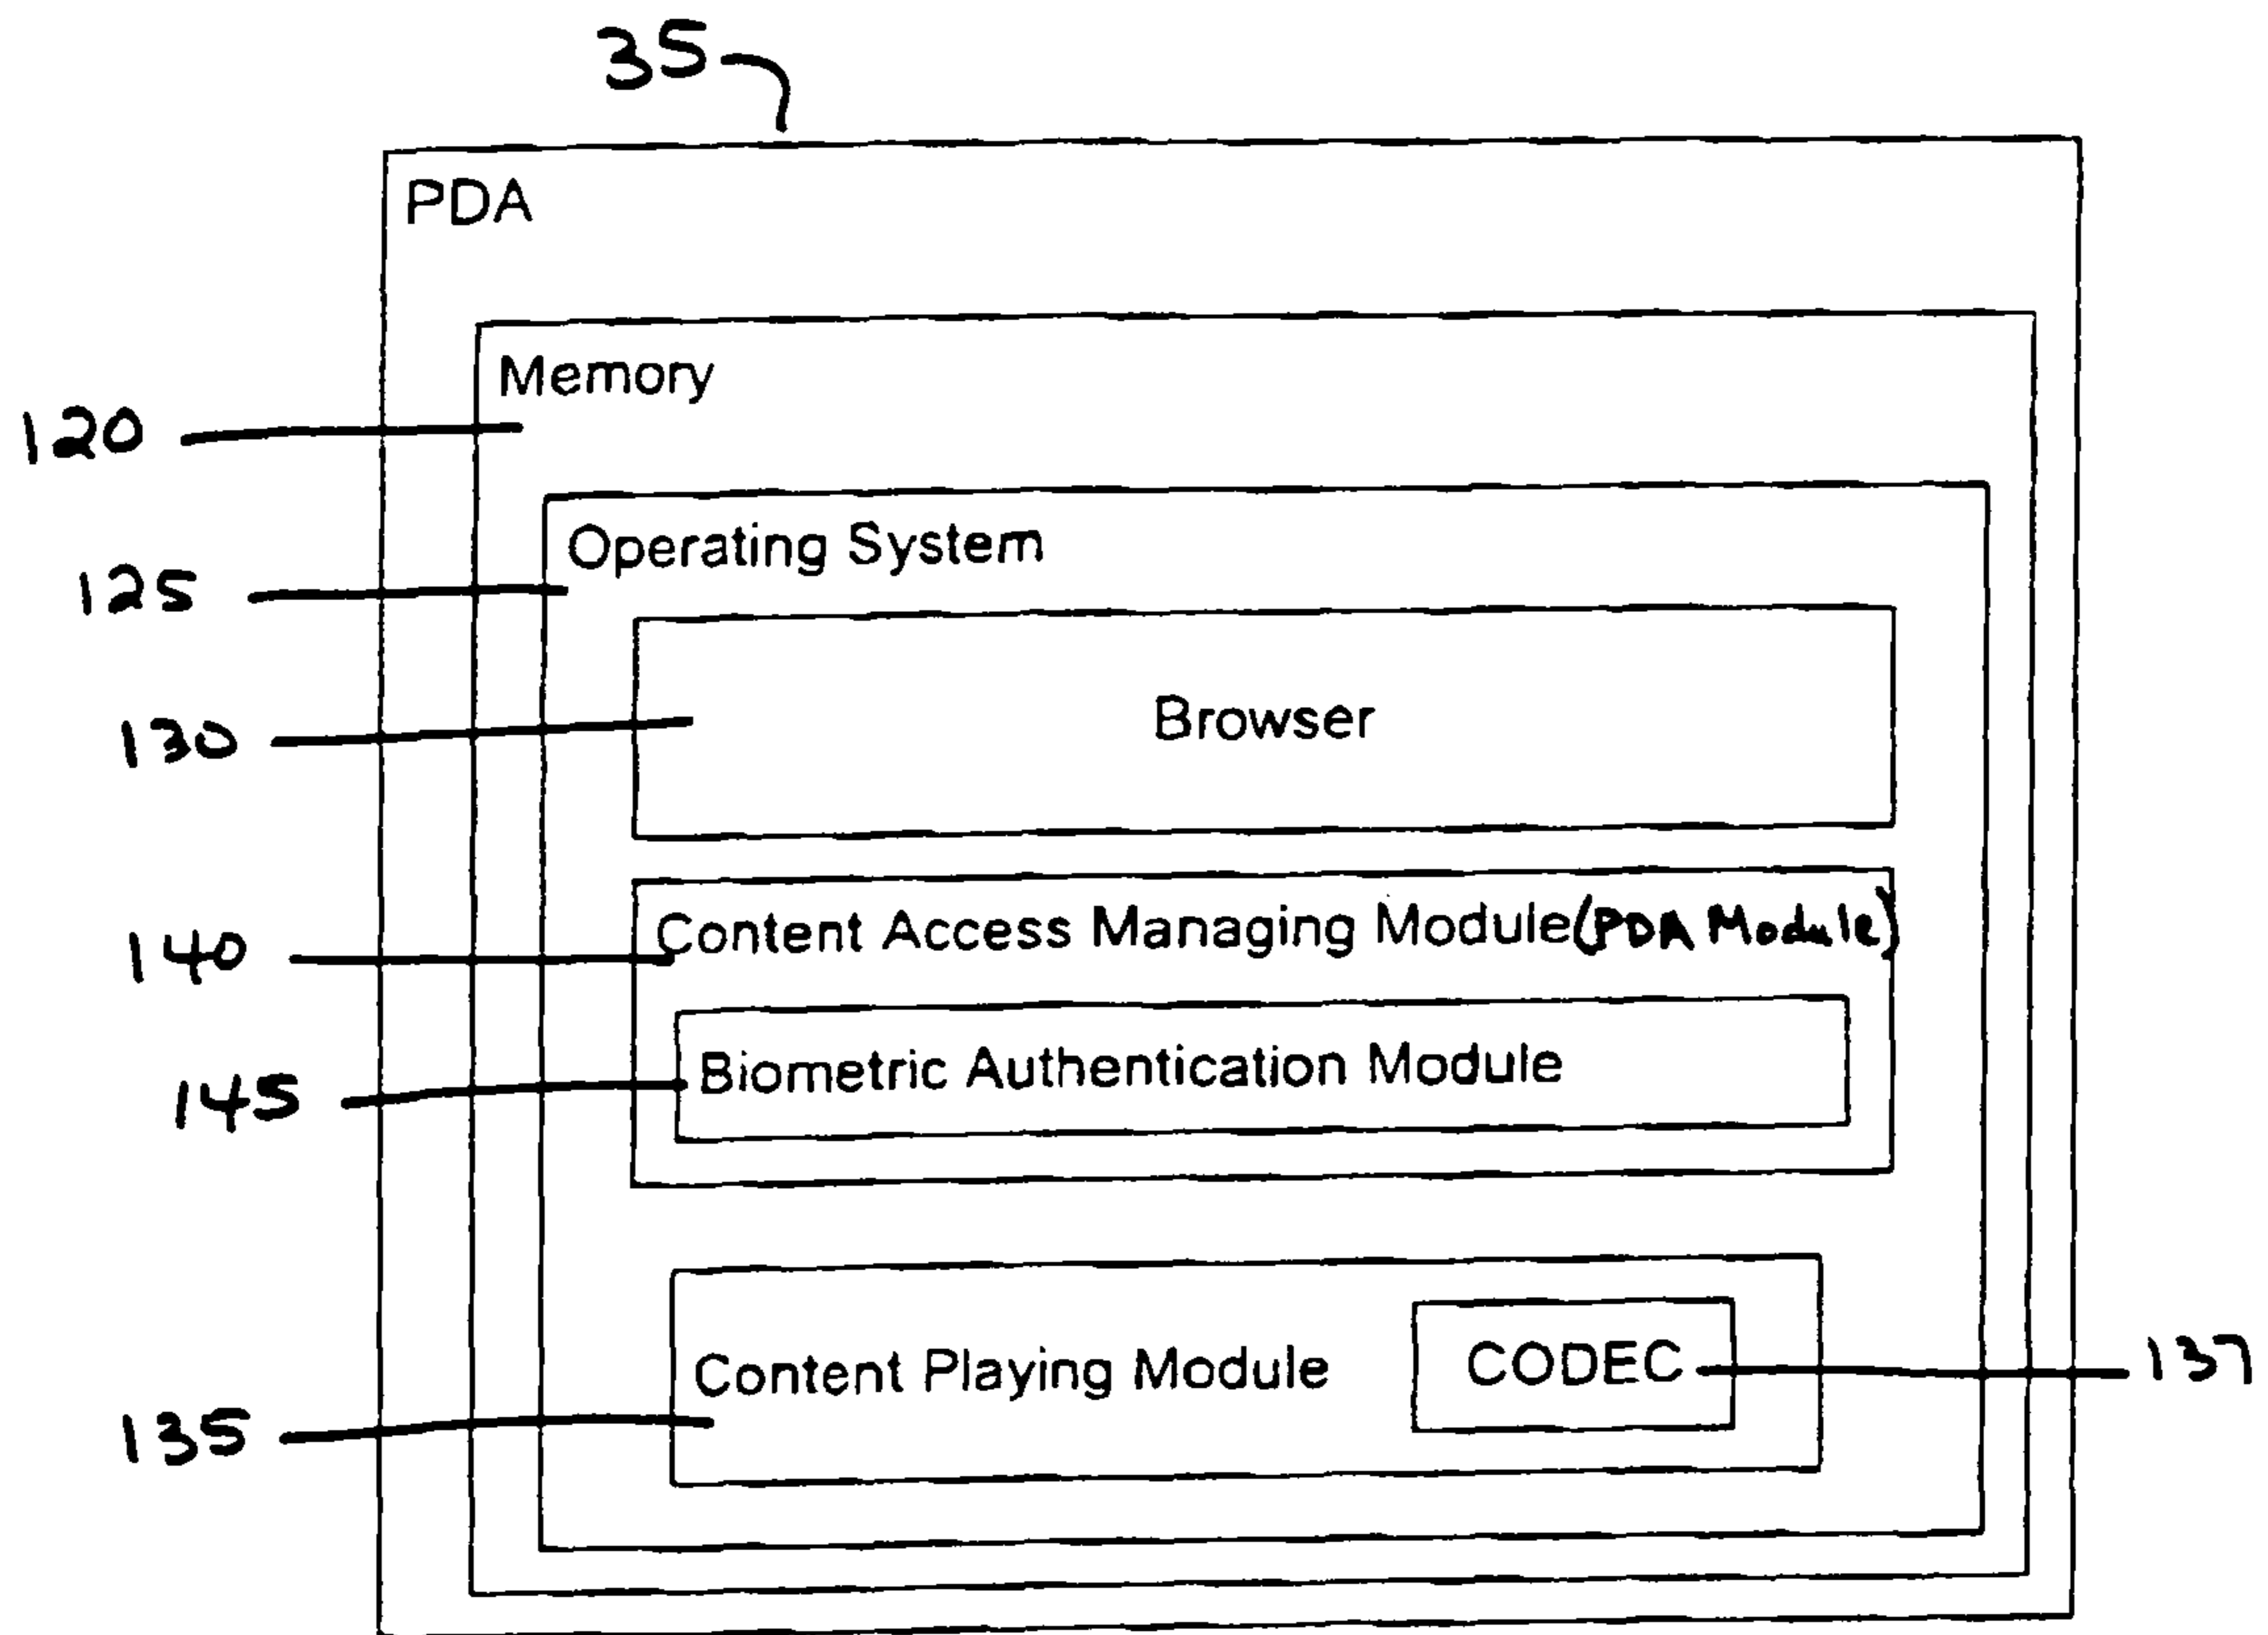 35
PDA
Memory
120
Operating System
125
Browser
130
Content Access Managing Module(PDA Module)
140
Biometric Authentication Module
145
CODEC
Content Playing Module
137
135